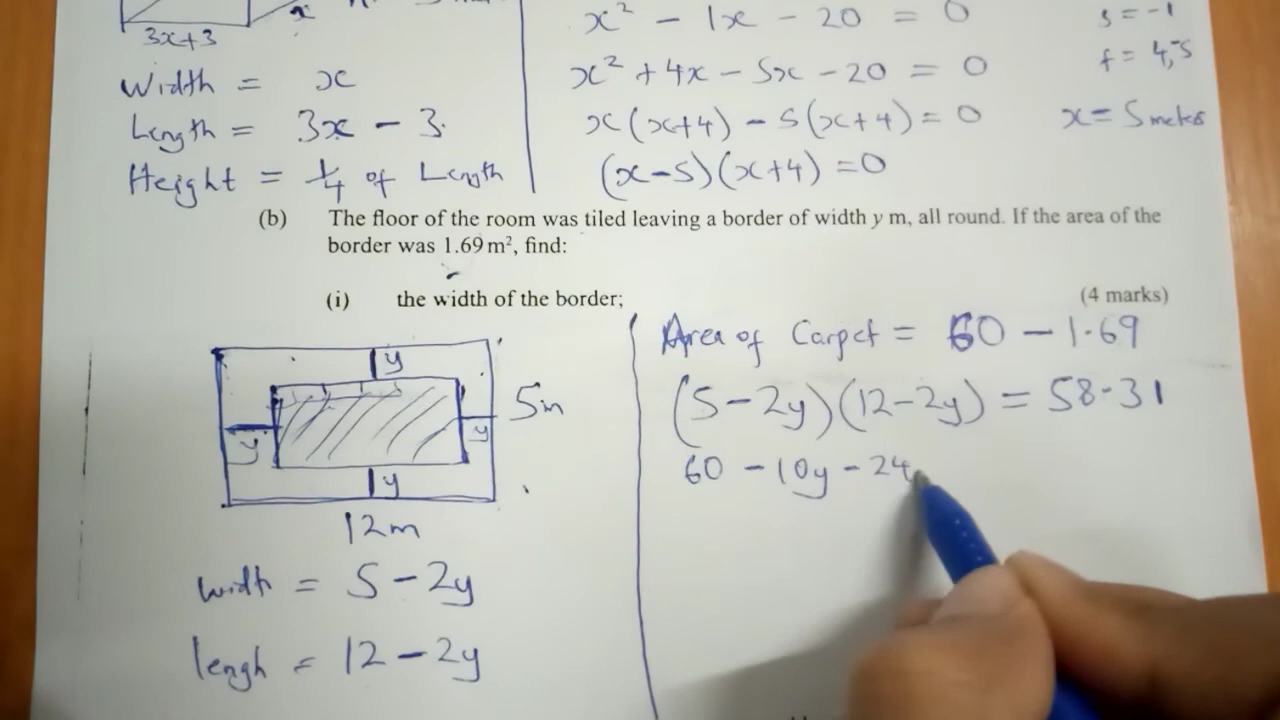 3x+3
x
Width = x
Length = 3x - 3
Height = 1/4 of Length
x² - 1x - 20 = 0
x² + 4x - 5x - 20 = 0
x(x+4) - 5(x+4) = 0
(x-5)(x+4) = 0
s = -1
f = 4,-5
x = 5 meters
(b) The floor of the room was tiled leaving a border of width y m, all round. If the area of the
border was 1.69 m², find:
(i) the width of the border; (4 marks)
y
y
y
y
5m
12m
width = 5 - 2y
lengh = 12 - 2y
Area of Carpet = 60 - 1.69
(5-2y)(12-2y) = 58.31
60 - 10y - 24